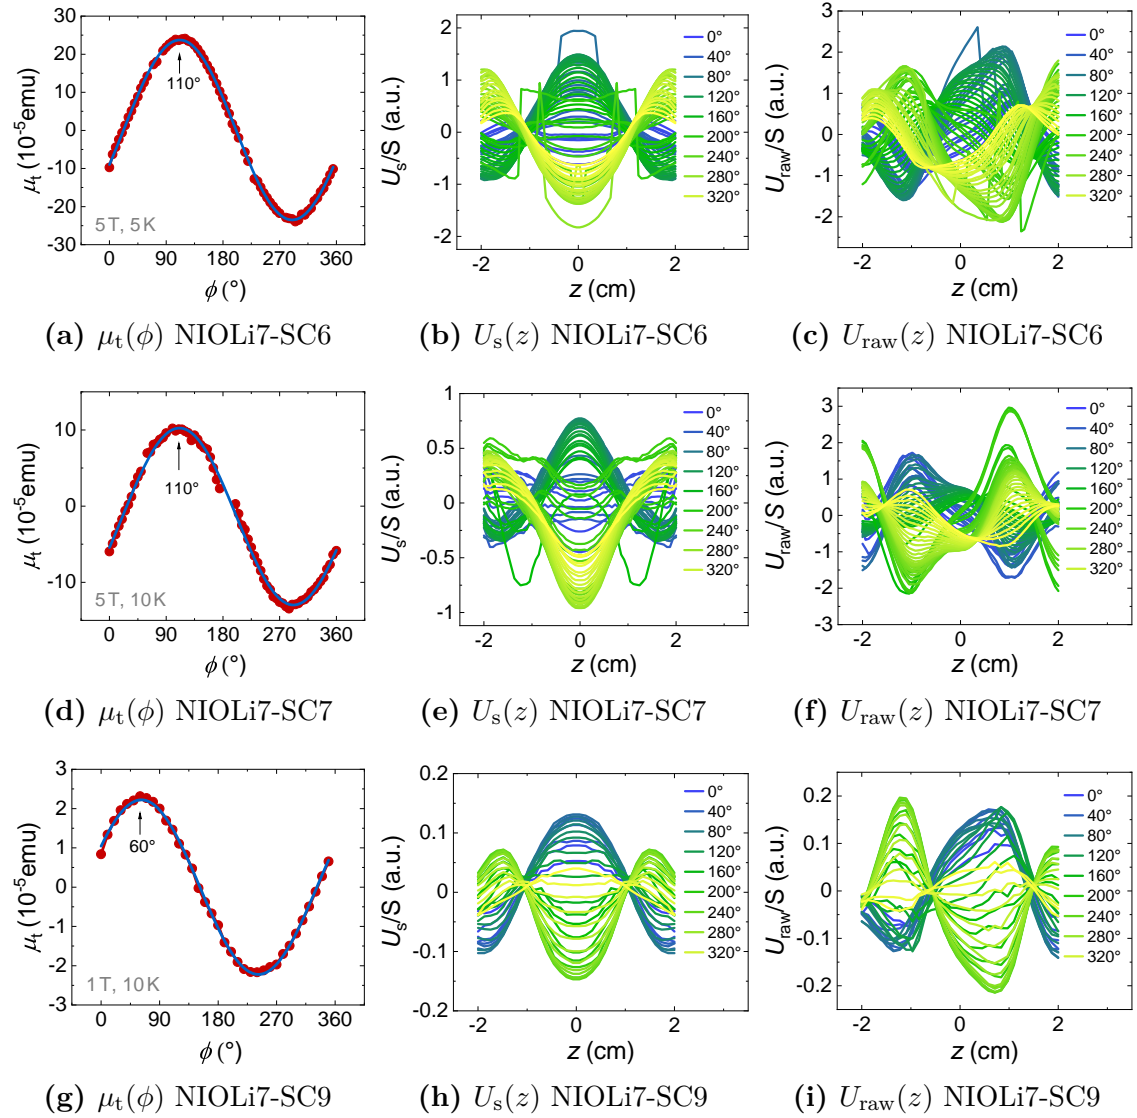 μt (10-5emu)
30
20
10
0
-10
-20
-30
110°
5T, 5K
0 90 180 270 360
ϕ (°)
(a) μt(ϕ) NIOLi7-SC6
Us/S (a.u.)
2
1
0
-1
-2
0°
40°
80°
120°
160°
200°
240°
280°
320°
-2 0 2
z (cm)
(b) Us(z) NIOLi7-SC6
Uraw/S (a.u.)
3
2
1
0
-1
-2
0°
40°
80°
120°
160°
200°
240°
280°
320°
-2 0 2
z (cm)
(c) Uraw(z) NIOLi7-SC6
μt (10-5emu)
10
0
-10
110°
5T, 10K
0 90 180 270 360
ϕ (°)
(d) μt(ϕ) NIOLi7-SC7
Us/S (a.u.)
1
0.5
0
-0.5
-1
0°
40°
80°
120°
160°
200°
240°
280°
320°
-2 0 2
z (cm)
(e) Us(z) NIOLi7-SC7
Uraw/S (a.u.)
3
2
1
0
-1
-2
-3
0°
40°
80°
120°
160°
200°
240°
280°
320°
-2 0 2
z (cm)
(f) Uraw(z) NIOLi7-SC7
μt (10-5emu)
3
2
1
0
-1
-2
-3
60°
1T, 10K
0 90 180 270 360
ϕ (°)
(g) μt(ϕ) NIOLi7-SC9
Us/S (a.u.)
0.2
0.1
0.0
-0.1
-0.2
0°
40°
80°
120°
160°
200°
240°
280°
320°
-2 0 2
z (cm)
(h) Us(z) NIOLi7-SC9
Uraw/S (a.u.)
0.2
0.1
0
-0.1
-0.2
0°
40°
80°
120°
160°
200°
240°
280°
320°
-2 0 2
z (cm)
(i) Uraw(z) NIOLi7-SC9